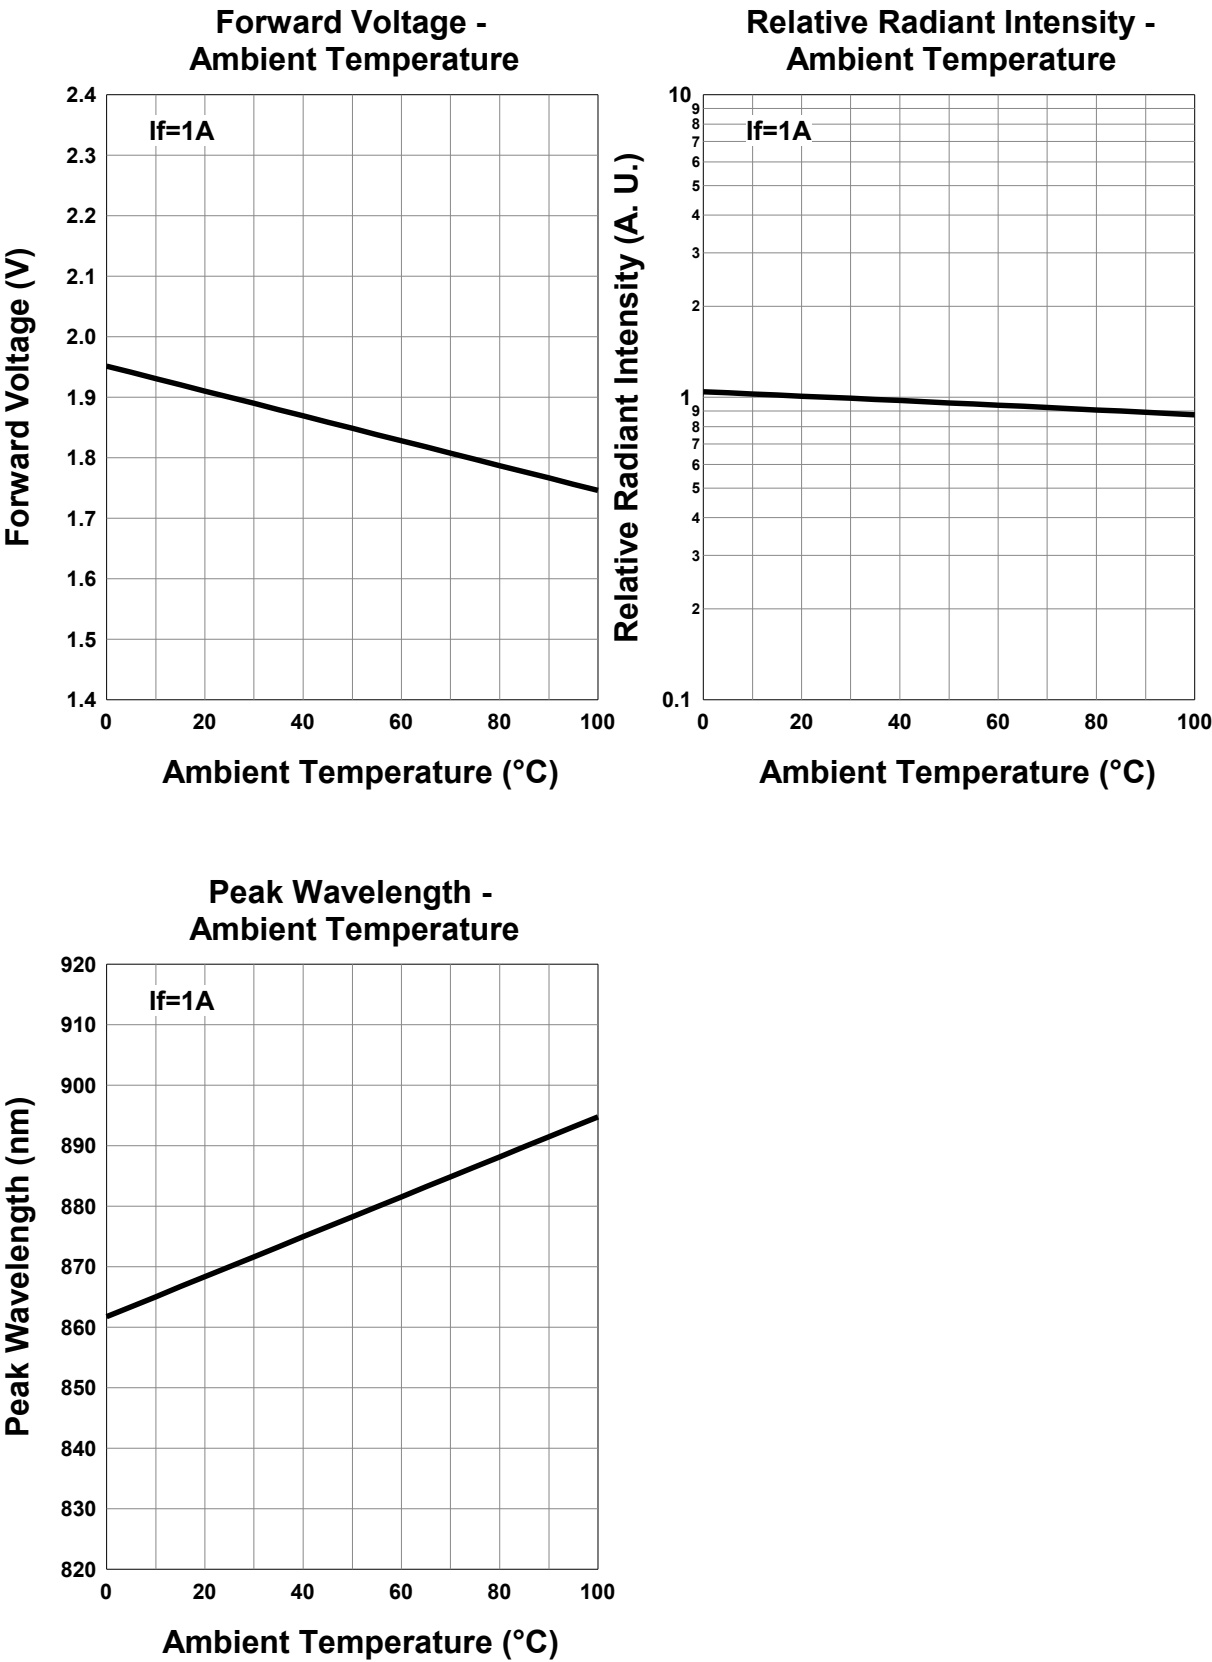 Forward Voltage -
Ambient Temperature
If=1A
Forward Voltage (V)
2.4
2.3
2.2
2.1
2.0
1.9
1.8
1.7
1.6
1.5
1.4
0 20 40 60 80 100
Ambient Temperature (°C)
Relative Radiant Intensity -
Ambient Temperature
If=1A
Relative Radiant Intensity (A. U.)
10
9
8
7
6
5
4
3
2
1
9
8
7
6
5
4
3
2
0.1
0 20 40 60 80 100
Ambient Temperature (°C)
Peak Wavelength -
Ambient Temperature
If=1A
Peak Wavelength (nm)
920
910
900
890
880
870
860
850
840
830
820
0 20 40 60 80 100
Ambient Temperature (°C)